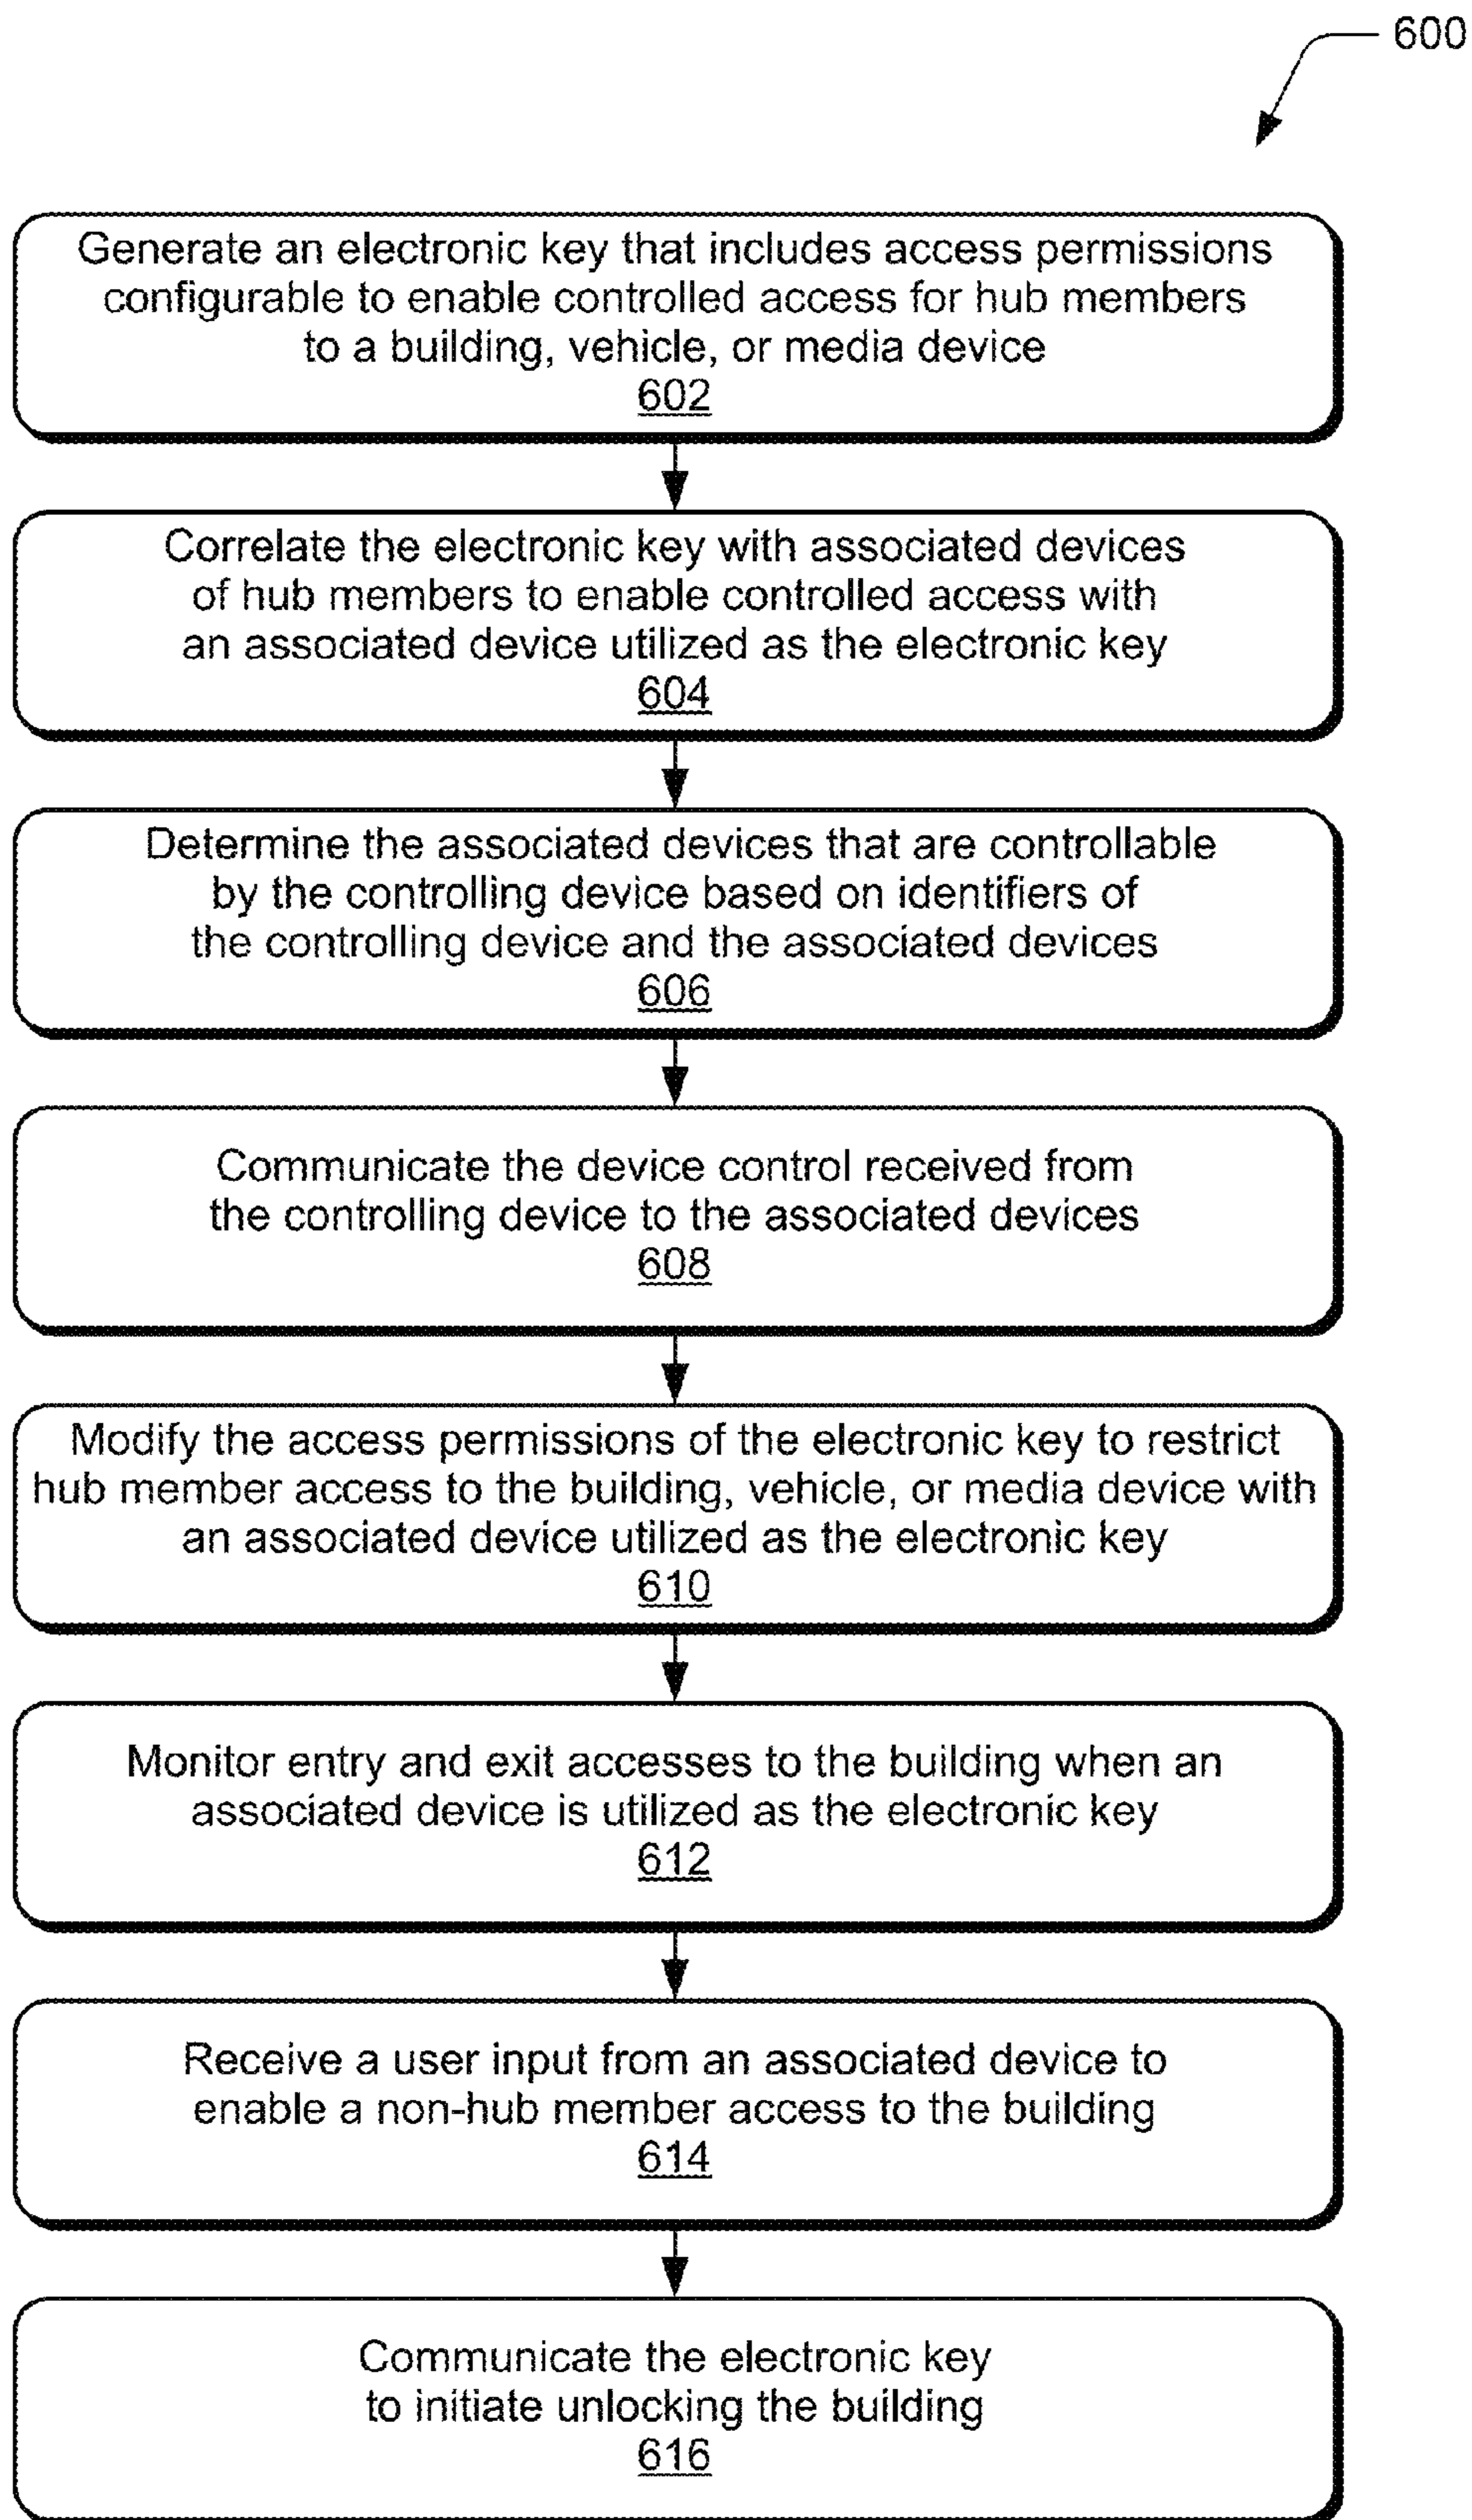 600
Generate an electronic key that includes access permissions
configurable to enable controlled access for hub members
to a building, vehicle, or media device
602
Correlate the electronic key with associated devices
of hub members to enable controlled access with
an associated device utilized as the electronic key
604
Determine the associated devices that are controllable
by the controlling device based on identifiers of
the controlling device and the associated devices
606
Communicate the device control received from
the controlling device to the associated devices
608
Modify the access permissions of the electronic key to restrict
hub member access to the building, vehicle, or media device with
an associated device utilized as the electronic key
610
Monitor entry and exit accesses to the building when an
associated device is utilized as the electronic key
612
Receive a user input from an associated device to
enable a non-hub member access to the building
614
Communicate the electronic key
to initiate unlocking the building
616